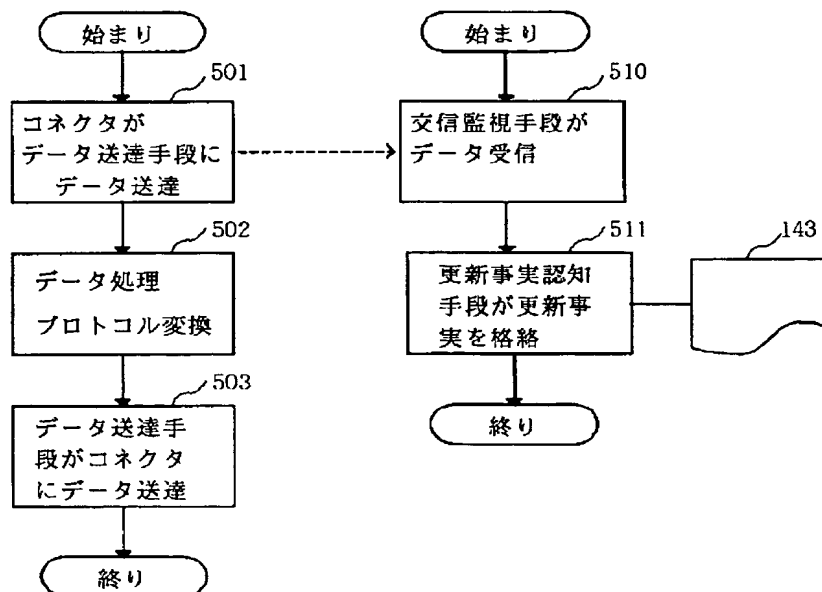 始まり
501
コネクタが
データ送達手段に
データ送達
502
データ処理
プロトコル変換
503
データ送達手
段がコネクタ
にデータ送達
終り
始まり
510
交信監視手段が
データ受信
511
更新事実認知
手段が更新事
実を格絡
終り
143